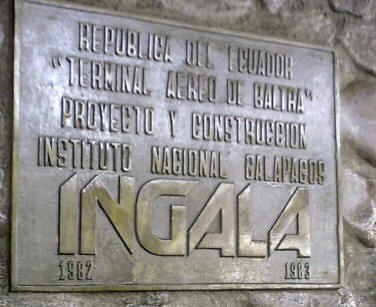 REPUBLICA DEL ECUADOR
"TERMINAL AEREO DE BALTRA"
PROYECTO Y CONSTRUCCION
INSTITUTO NACIONAL GALAPAGOS
INGALA
1982 1983